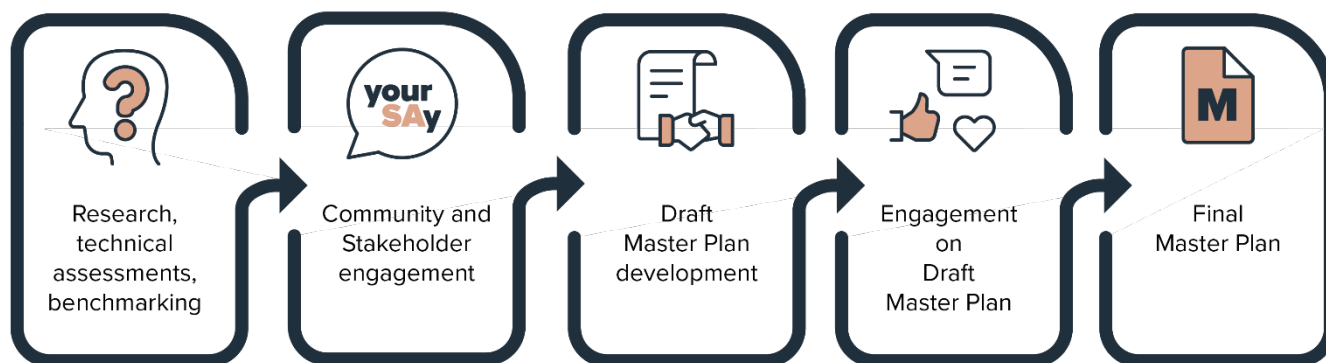 Research,
technical
assessments,
benchmarking
your
SAy
Community and
Stakeholder
engagement
Draft
Master Plan
development
Engagement
on
Draft
Master Plan
M
Final
Master Plan